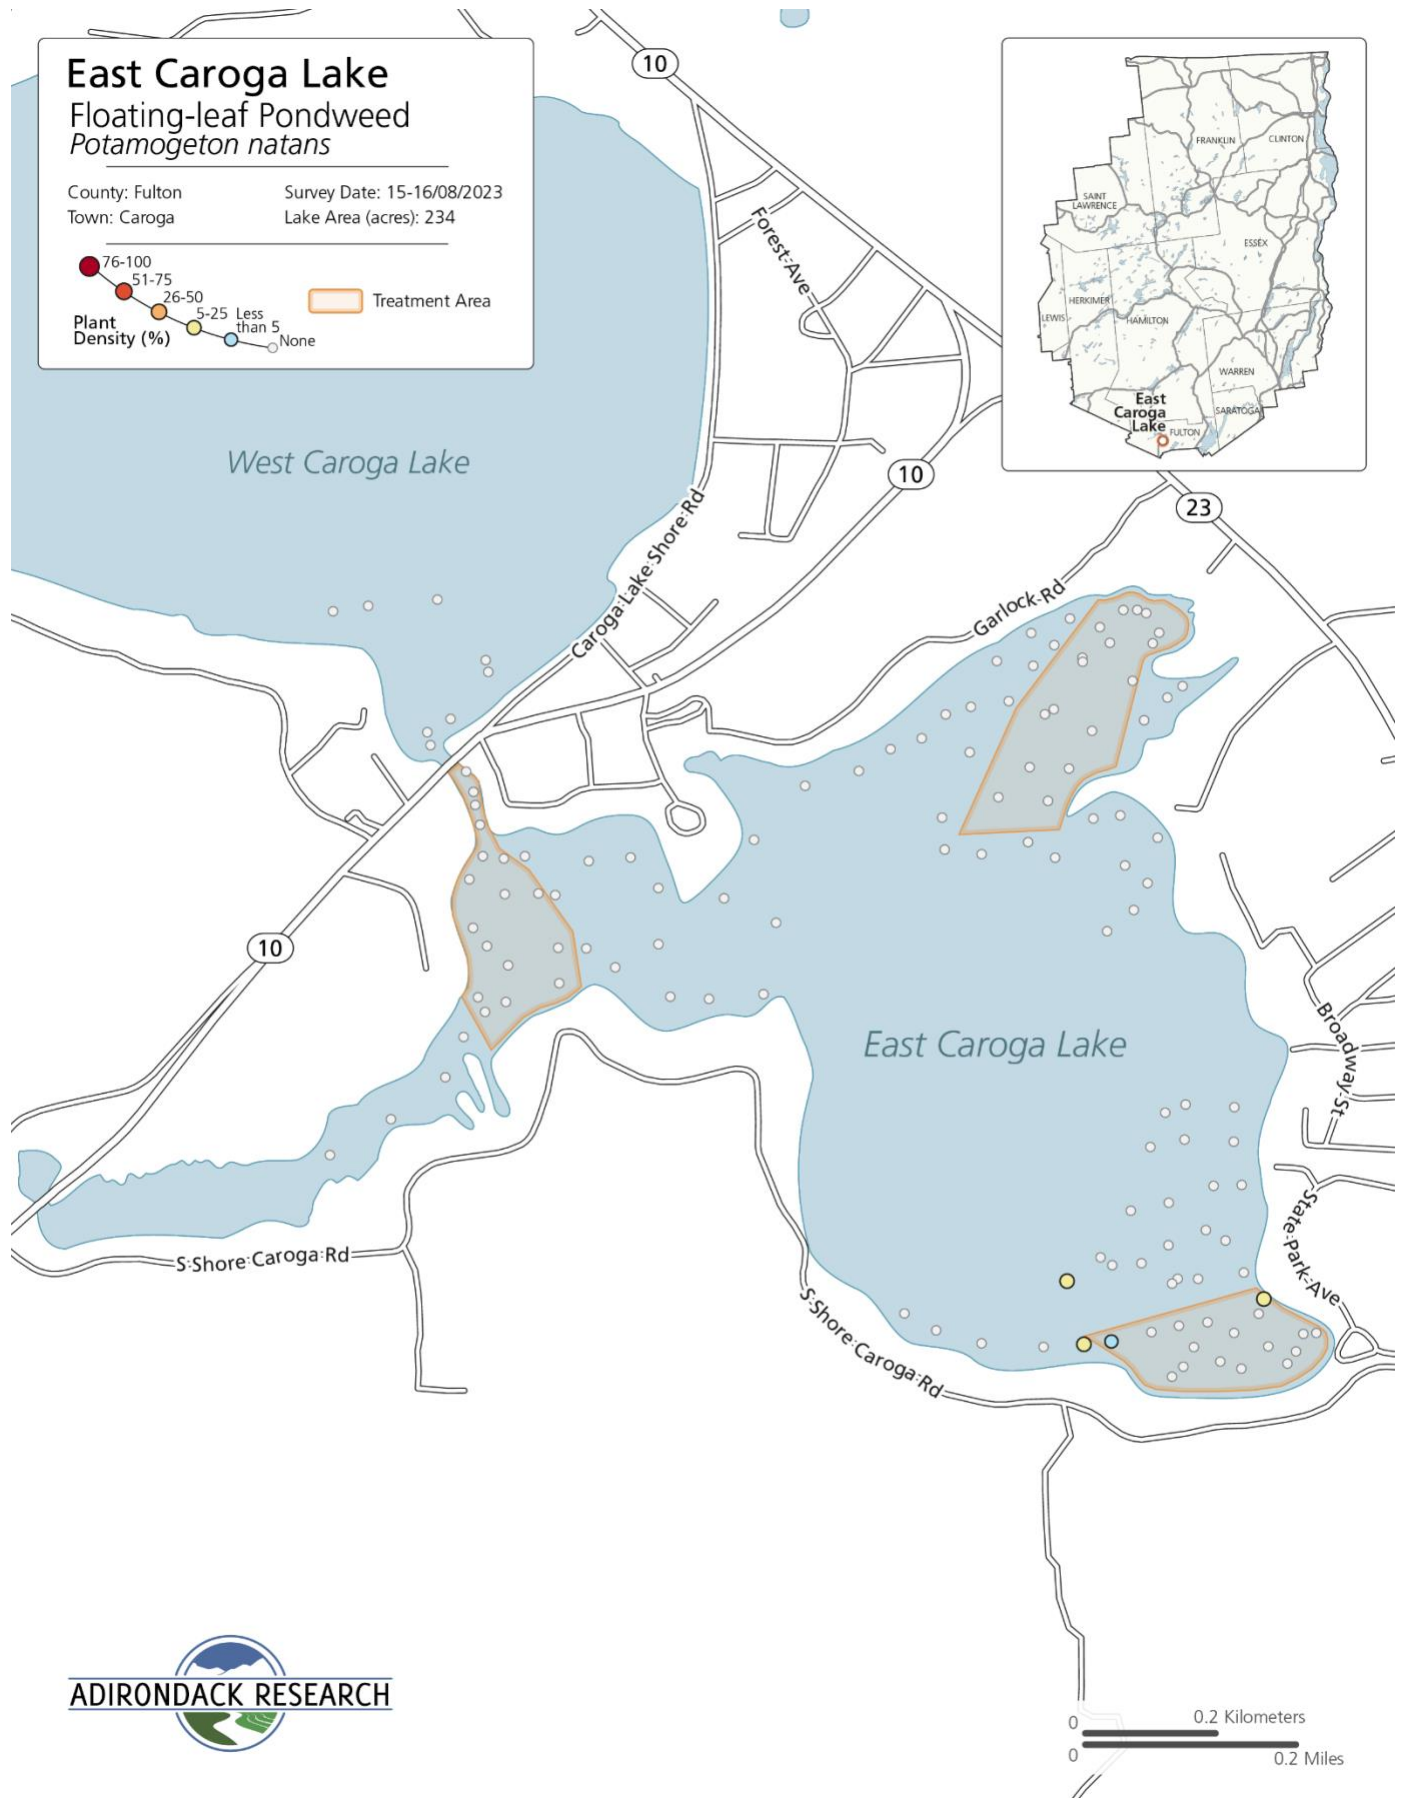 East Caroga Lake
Floating-leaf Pondweed
Potamogeton natans
County: Fulton
Survey Date: 15-16/08/2023
Town: Caroga
Lake Area (acres): 234
76-100
51-75
26-50
5-25
Less
than 5
None
Plant
Density (%)
Treatment Area
10
FRANKLIN
CLINTON
SAINT
LAWRENCE
ESSEX
HERKIMER
LEWIS
HAMILTON
WARREN
East
Caroga
Lake
SARATOGA
FULTON
Forest Ave
West Caroga Lake
10
23
Caroga Lake Shore Rd
Garlock Rd
10
East Caroga Lake
Broadway St
State Park Ave
S Shore Caroga Rd
S Shore Caroga Rd
ADIRONDACK RESEARCH
0
0.2 Kilometers
0
0.2 Miles